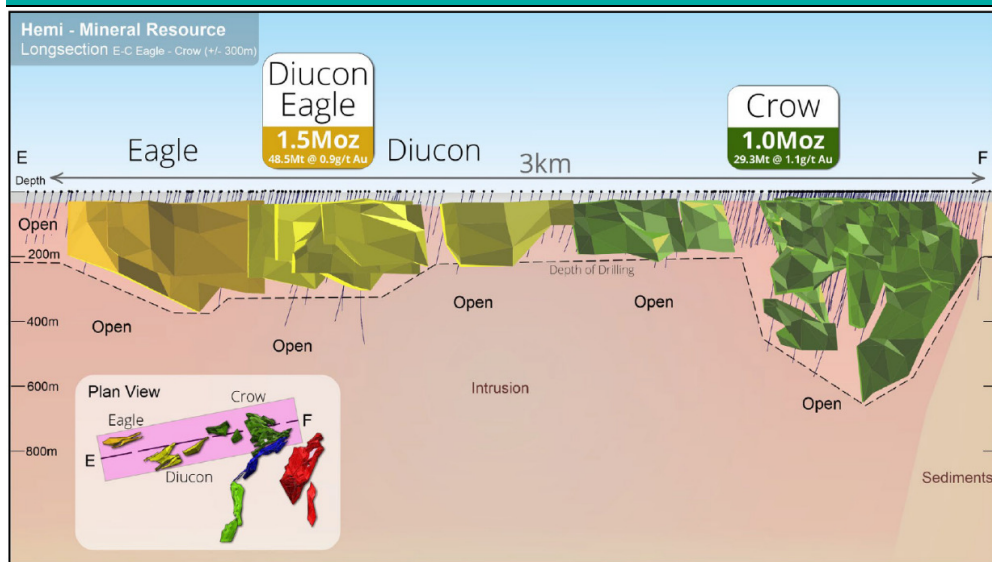 Hemi - Mineral Resource
Longsection E-C Eagle - Crow (+/- 300m)
Diucon
Eagle
1.5Moz
48.5Mt @ 0.9g/t Au
Crow
1.0Moz
29.3Mt @ 1.1g/t Au
E
Eagle
Diucon
3km
F
Depth
Open
200m
Depth of Drilling
Open
Open
400m
Open
Open
600m
Intrusion
Open
Plan View
Crow
Eagle
F
E
Diucon
800m
Sediments